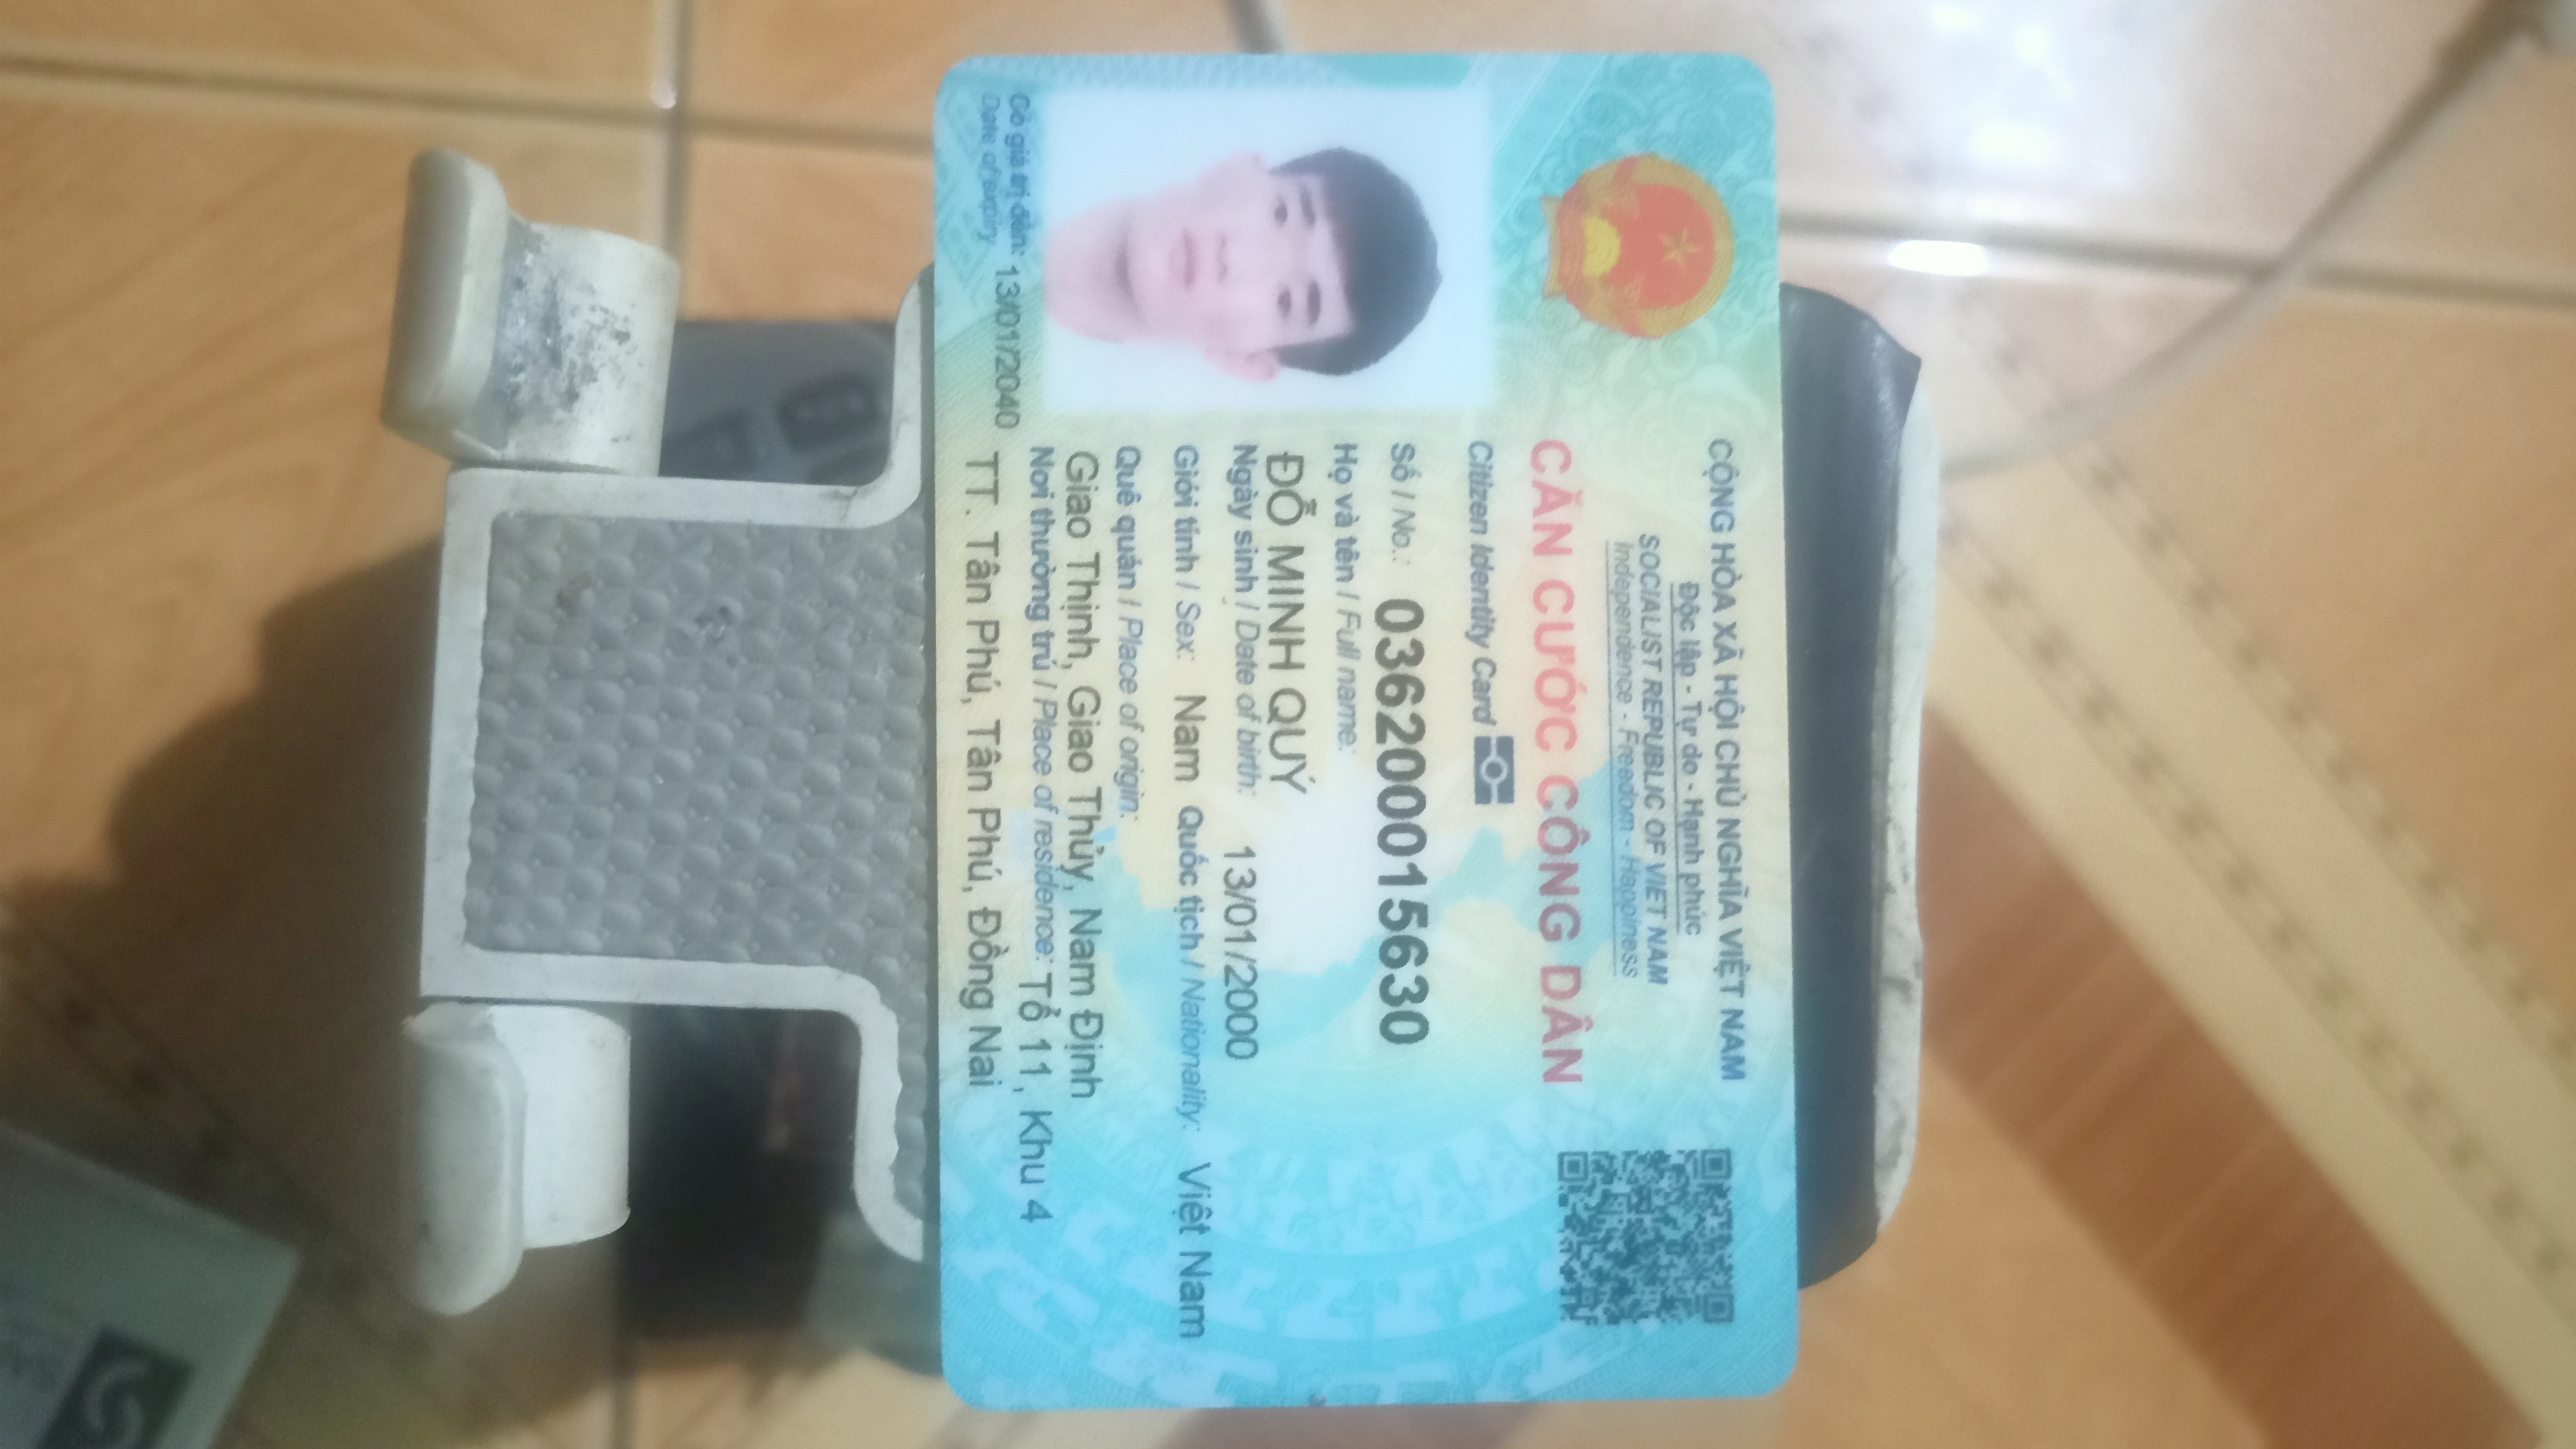 CỘNG HÒA XÃ HỘI CHỦ NGHĨA VIỆT NAM
Độc lập - Tự do - Hạnh phúc
SOCIALIST REPUBLIC OF VIET NAM
Independence - Freedom - Happiness
CĂN CƯỚC CÔNG DÂN
Citizen Identity Card
Số / No.: 036200015630
Họ và tên / Full name:
ĐỖ MINH QUÝ
Ngày sinh / Date of birth: 13/01/2000
Giới tính / Sex: Nam Quốc tịch / Nationality: Việt Nam
Quê quán / Place of origin:
Giao Thịnh, Giao Thủy, Nam Định
Nơi thường trú / Place of residence: Tổ 11, Khu 4
TT. Tân Phú, Tân Phú, Đồng Nai
Có giá trị đến: 13/01/2040
Date of expiry